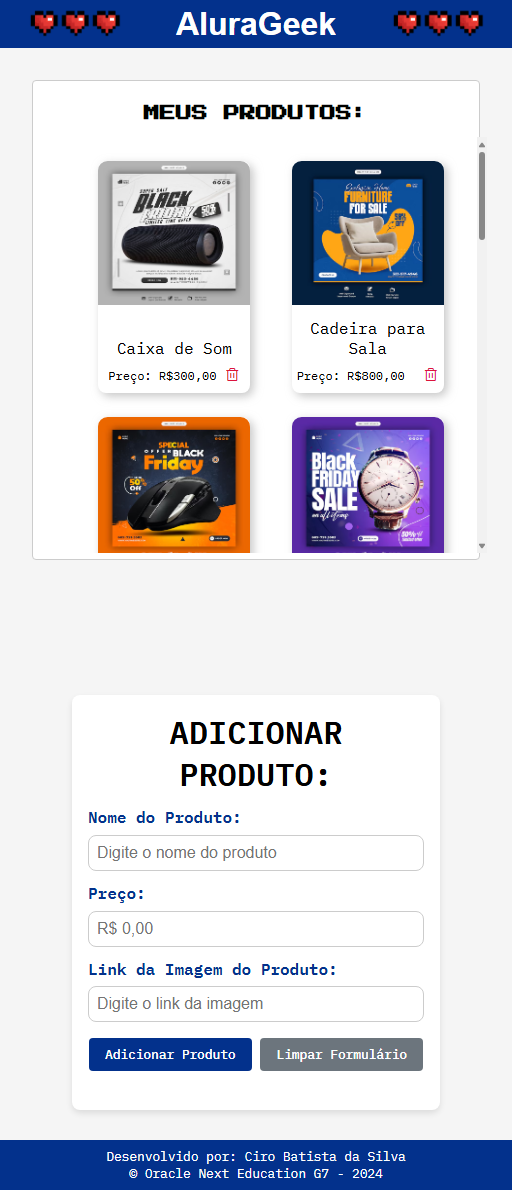 AluraGeek
MEUS PRODUTOS:
SUPER SALE
BLACK
FRIDAY
Caixa de Som
Preço: R$300,00
FURNITURE
FOR SALE
50%
OFF
Cadeira para
Sala
Preço: R$800,00
SPECIAL
OFFER BLACK
Friday
50%
Off
Black
FRIDAY
SALE
50%
ADICIONAR
PRODUTO:
Nome do Produto:
Digite o nome do produto
Preço:
R$ 0,00
Link da Imagem do Produto:
Digite o link da imagem
Adicionar Produto
Limpar Formulário
Desenvolvido por: Ciro Batista da Silva
© Oracle Next Education G7 - 2024